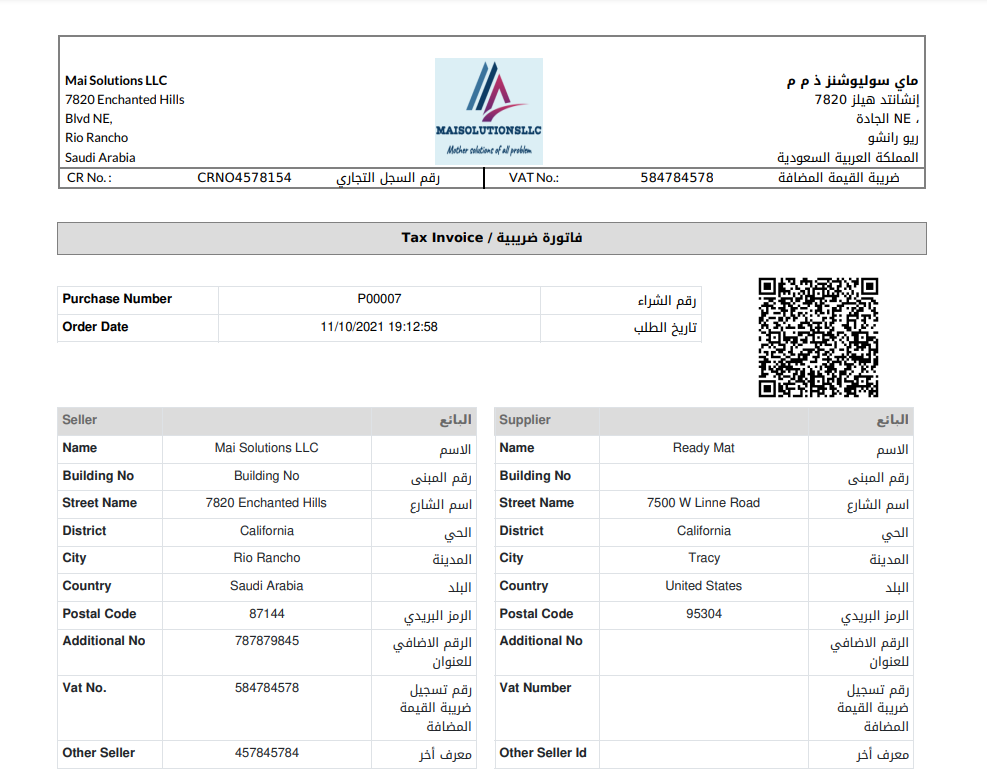 Mai Solutions LLC
7820 Enchanted Hills
Blvd NE,
Rio Rancho
Saudi Arabia
MAISOLUTIONSLLC
Mother solutions of all problem
ماي سوليوشنز ذ م م
إنشانتد هيلز 7820
، NE الجادة
ريو رانشو
المملكة العربية السعودية
CR No. : CRNO4578154 رقم السجل التجاري VAT No.: 584784578 ضريبة القيمة المضافة
Tax Invoice / فاتورة ضريبية
Purchase Number P00007 رقم الشراء
Order Date 11/10/2021 19:12:58 تاريخ الطلب
Seller البائع
Name Mai Solutions LLC الاسم
Building No Building No رقم المبنى
Street Name 7820 Enchanted Hills اسم الشارع
District California الحي
City Rio Rancho المدينة
Country Saudi Arabia البلد
Postal Code 87144 الرمز البريدي
Additional No 787879845 الرقم الاضافي
للعنوان
Vat No. 584784578 رقم تسجيل
ضريبة القيمة
المضافة
Other Seller 457845784 معرف أخر
Supplier البائع
Name Ready Mat الاسم
Building No رقم المبنى
Street Name 7500 W Linne Road اسم الشارع
District California الحي
City Tracy المدينة
Country United States البلد
Postal Code 95304 الرمز البريدي
Additional No الرقم الاضافي
للعنوان
Vat Number رقم تسجيل
ضريبة القيمة
المضافة
Other Seller Id معرف أخر